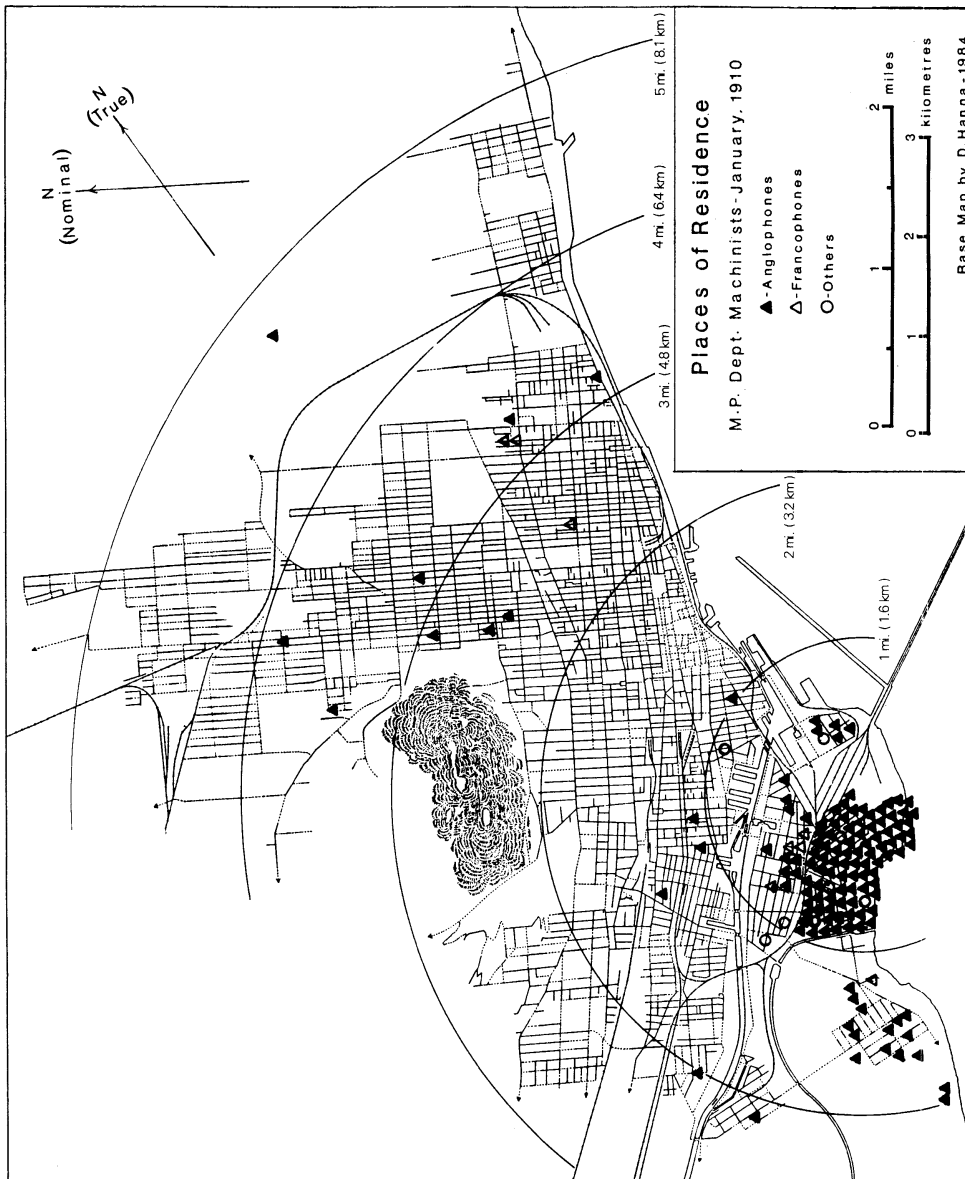 N
(Nominal)
N
(True)
5 mi. (8.1 km)
4 mi. (6.4 km)
3 mi. (4.8 km)
2 mi. (3.2 km)
1 mi. (1.6 km)
Places of Residence
M.P. Dept- Machinists-January, 1910
▲-Anglophones
△-Francophones
O-Others
0 1 2 miles
0 1 2 3 kilometres
Base Map by D.Hanna-1984